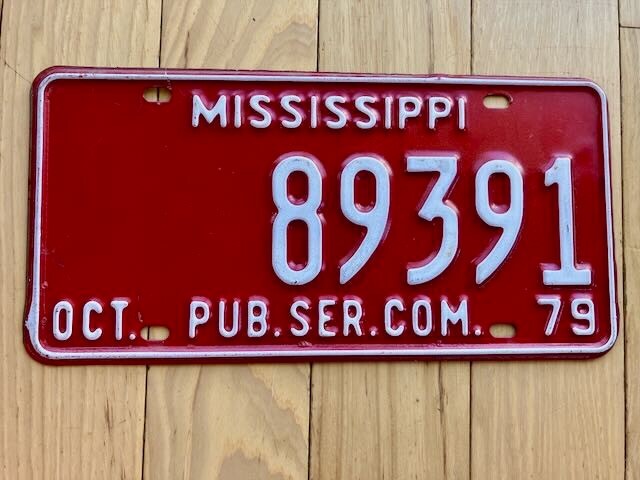 MISSISSIPPI
89391
OCT. PUB.SER.COM. 79